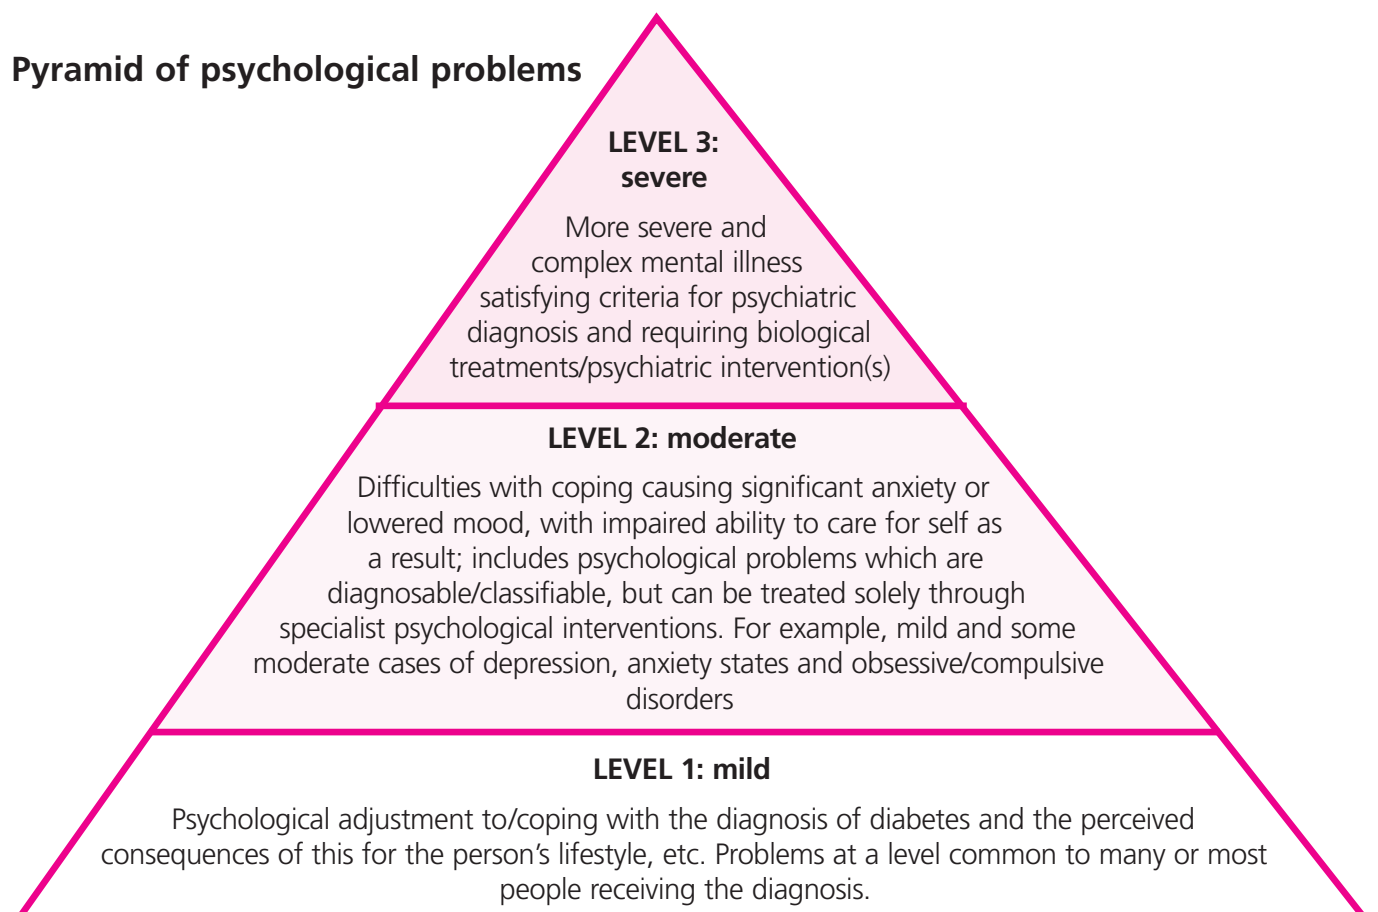 Pyramid of psychological problems
LEVEL 3:
severe
More severe and
complex mental illness
satisfying criteria for psychiatric
diagnosis and requiring biological
treatments/psychiatric intervention(s)
LEVEL 2: moderate
Difficulties with coping causing significant anxiety or
lowered mood, with impaired ability to care for self as
a result; includes psychological problems which are
diagnosable/classifiable, but can be treated solely through
specialist psychological interventions. For example, mild and some
moderate cases of depression, anxiety states and obsessive/compulsive
disorders
LEVEL 1: mild
Psychological adjustment to/coping with the diagnosis of diabetes and the perceived
consequences of this for the person’s lifestyle, etc. Problems at a level common to many or most
people receiving the diagnosis.